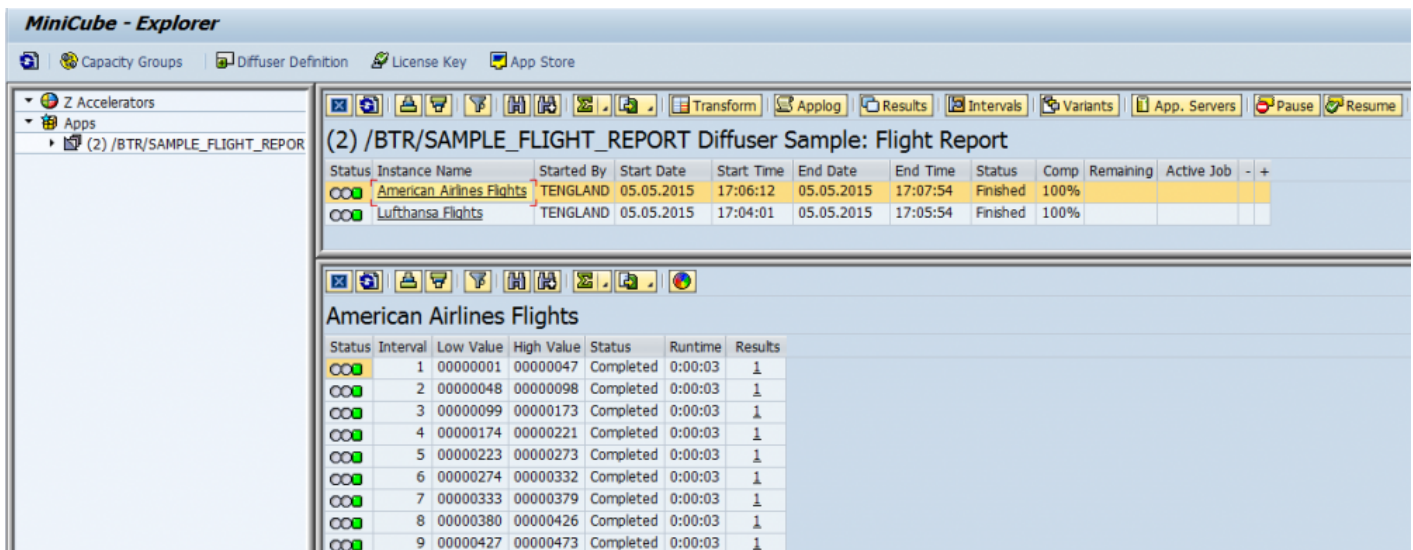 MiniCube - Explorer
Capacity Groups Diffuser Definition License Key App Store
Z Accelerators
Apps
(2) /BTR/SAMPLE_FLIGHT_REPOR
Transform Applog Results Intervals Variants App. Servers Pause Resume
(2) /BTR/SAMPLE_FLIGHT_REPORT Diffuser Sample: Flight Report
Status Instance Name Started By Start Date Start Time End Date End Time Status Comp Remaining Active Job - +
American Airlines Flights TENGLAND 05.05.2015 17:06:12 05.05.2015 17:07:54 Finished 100%
Lufthansa Flights TENGLAND 05.05.2015 17:04:01 05.05.2015 17:05:54 Finished 100%
American Airlines Flights
Status Interval Low Value High Value Status Runtime Results
1 00000001 00000047 Completed 0:00:03 1
2 00000048 00000098 Completed 0:00:03 1
3 00000099 00000173 Completed 0:00:03 1
4 00000174 00000221 Completed 0:00:03 1
5 00000223 00000273 Completed 0:00:03 1
6 00000274 00000332 Completed 0:00:03 1
7 00000333 00000379 Completed 0:00:03 1
8 00000380 00000426 Completed 0:00:03 1
9 00000427 00000473 Completed 0:00:03 1